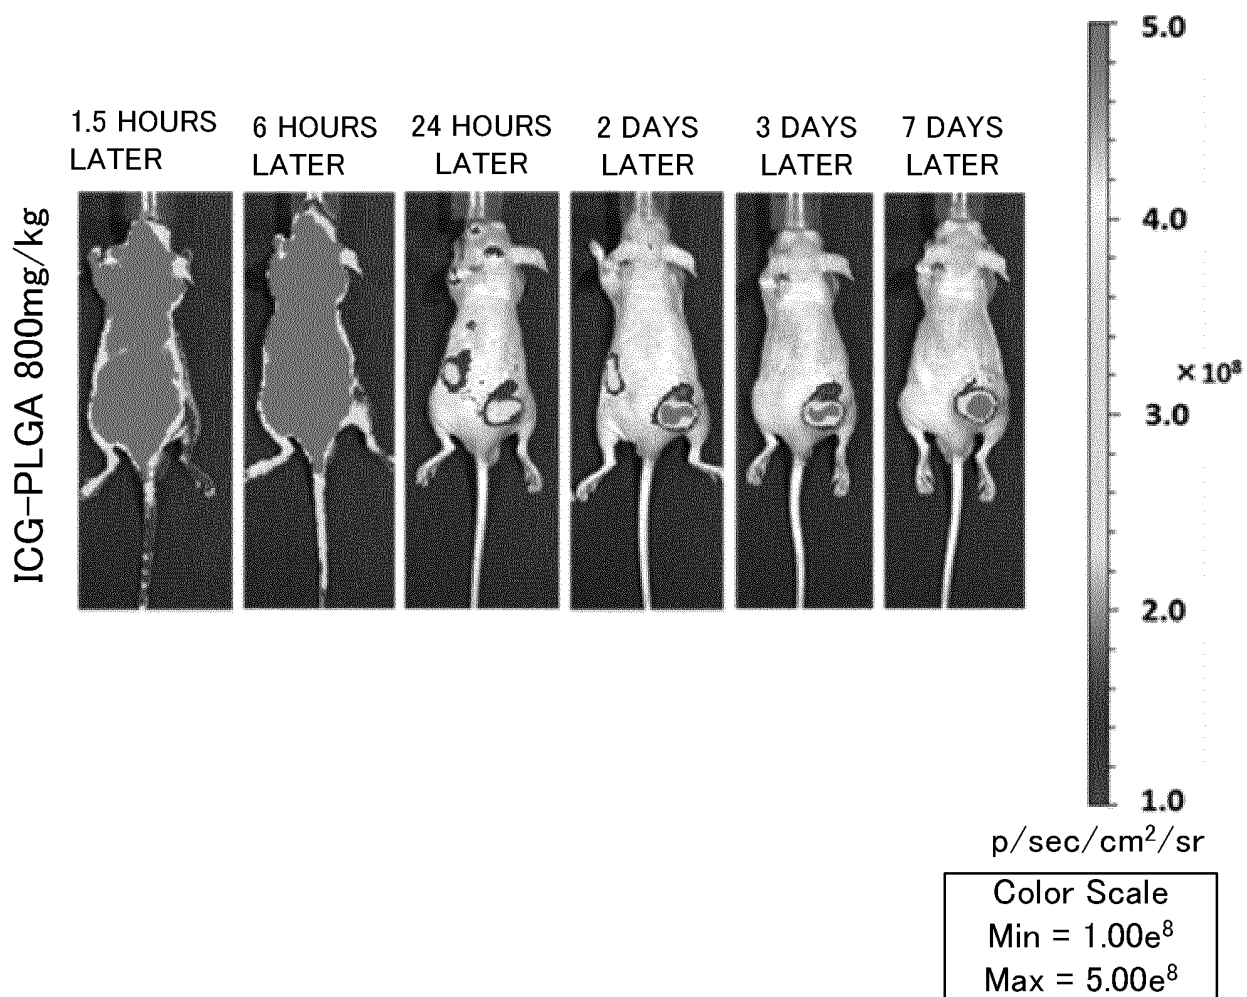 1.5 HOURS
LATER
6 HOURS
LATER
24 HOURS
LATER
2 DAYS
LATER
3 DAYS
LATER
7 DAYS
LATER
ICG-PLGA 800mg/kg
5.0
4.0
× 10⁸
3.0
2.0
1.0
p/sec/cm²/sr
Color Scale
Min = 1.00e⁸
Max = 5.00e⁸